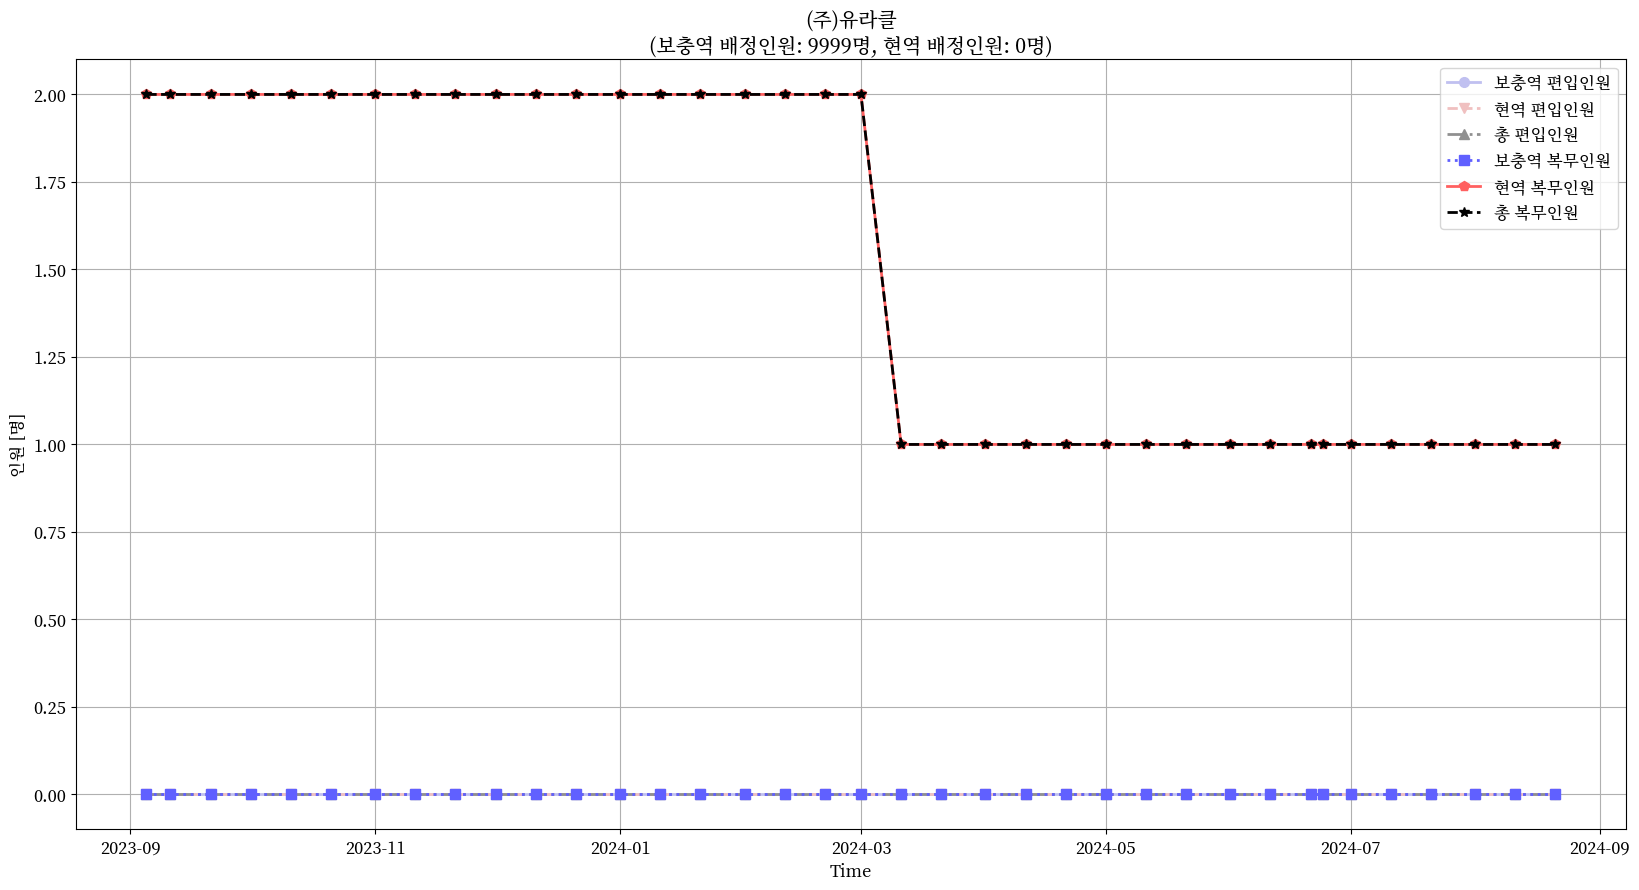 (주)유라클
(보충역 배정인원: 9999명, 현역 배정인원: 0명)
보충역 편입인원
현역 편입인원
총 편입인원
보충역 복무인원
현역 복무인원
총 복무인원
인원 [명]
2.00
1.75
1.50
1.25
1.00
0.75
0.50
0.25
0.00
2023-09 2023-11 2024-01 2024-03 2024-05 2024-07 2024-09
Time